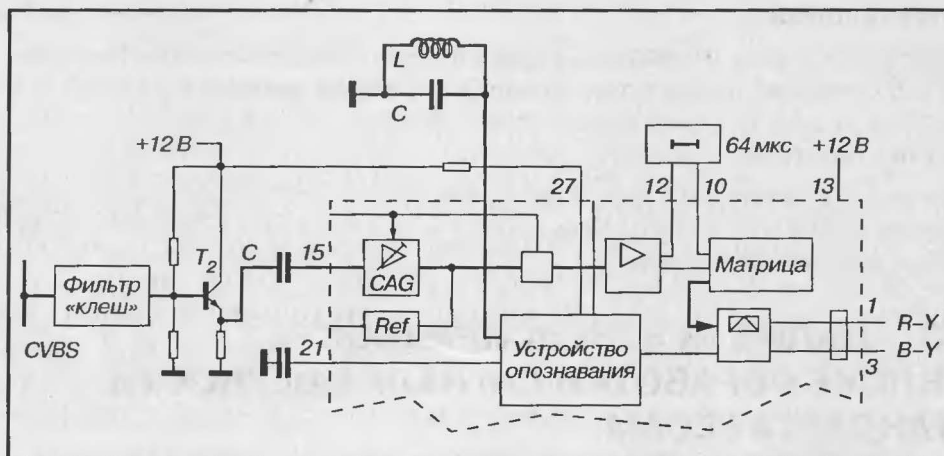 L
C
+12 В
64 мкс
+12 В
27
12
10
13
T2
C
15
CAG
Матрица
Фильтр
«клеш»
Ref
1
R–Y
B–Y
3
CVBS
21
Устройство
опознавания